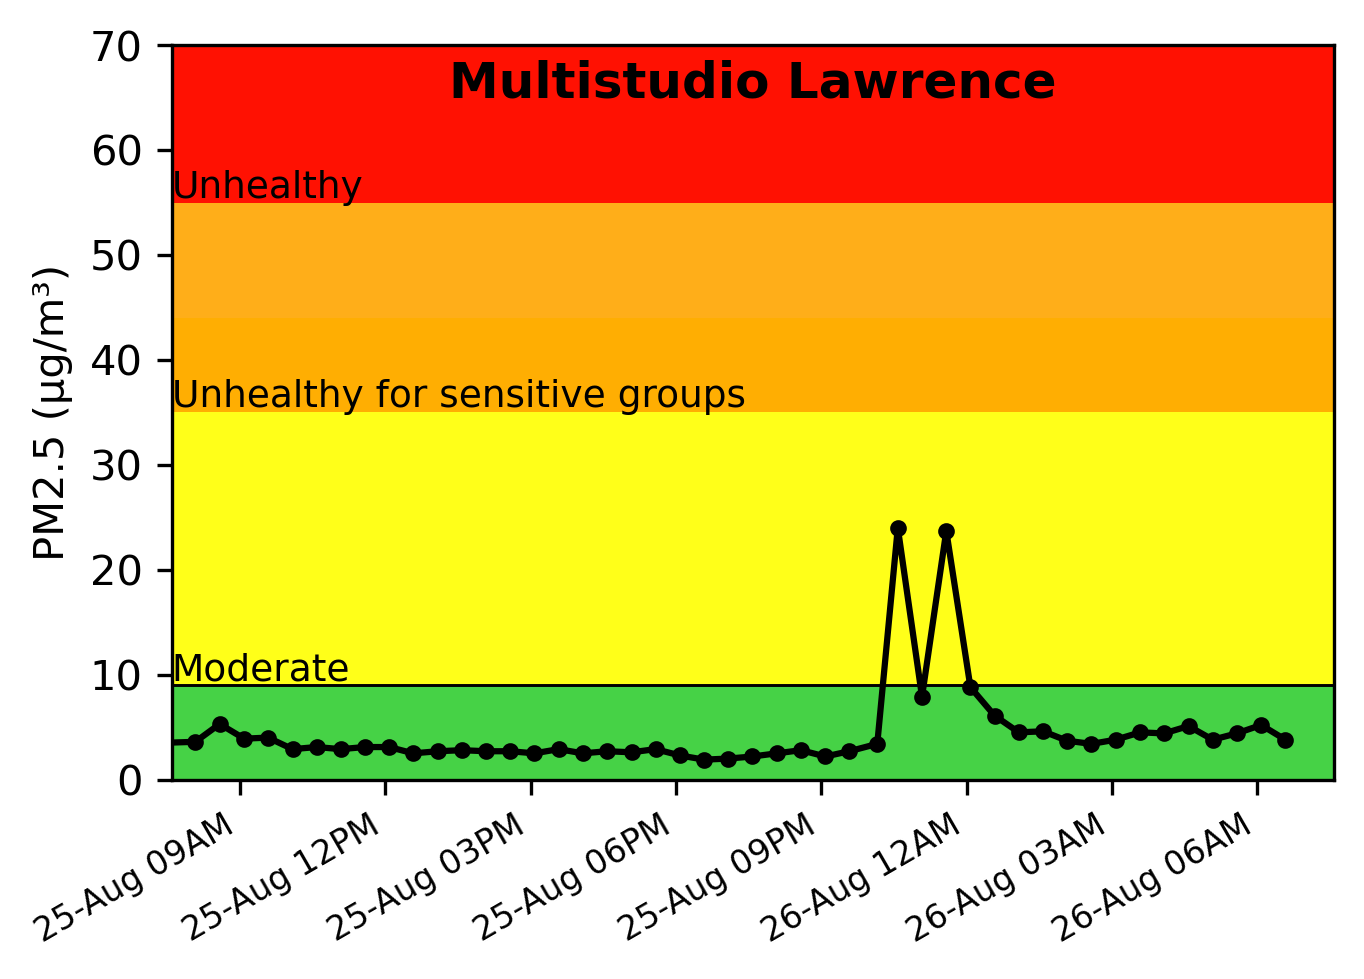 Multistudio Lawrence
PM2.5 (µg/m³)
70
60
50
40
30
20
10
0
Unhealthy
Unhealthy for sensitive groups
Moderate
25-Aug 09AM
25-Aug 12PM
25-Aug 03PM
25-Aug 06PM
25-Aug 09PM
26-Aug 12AM
26-Aug 03AM
26-Aug 06AM